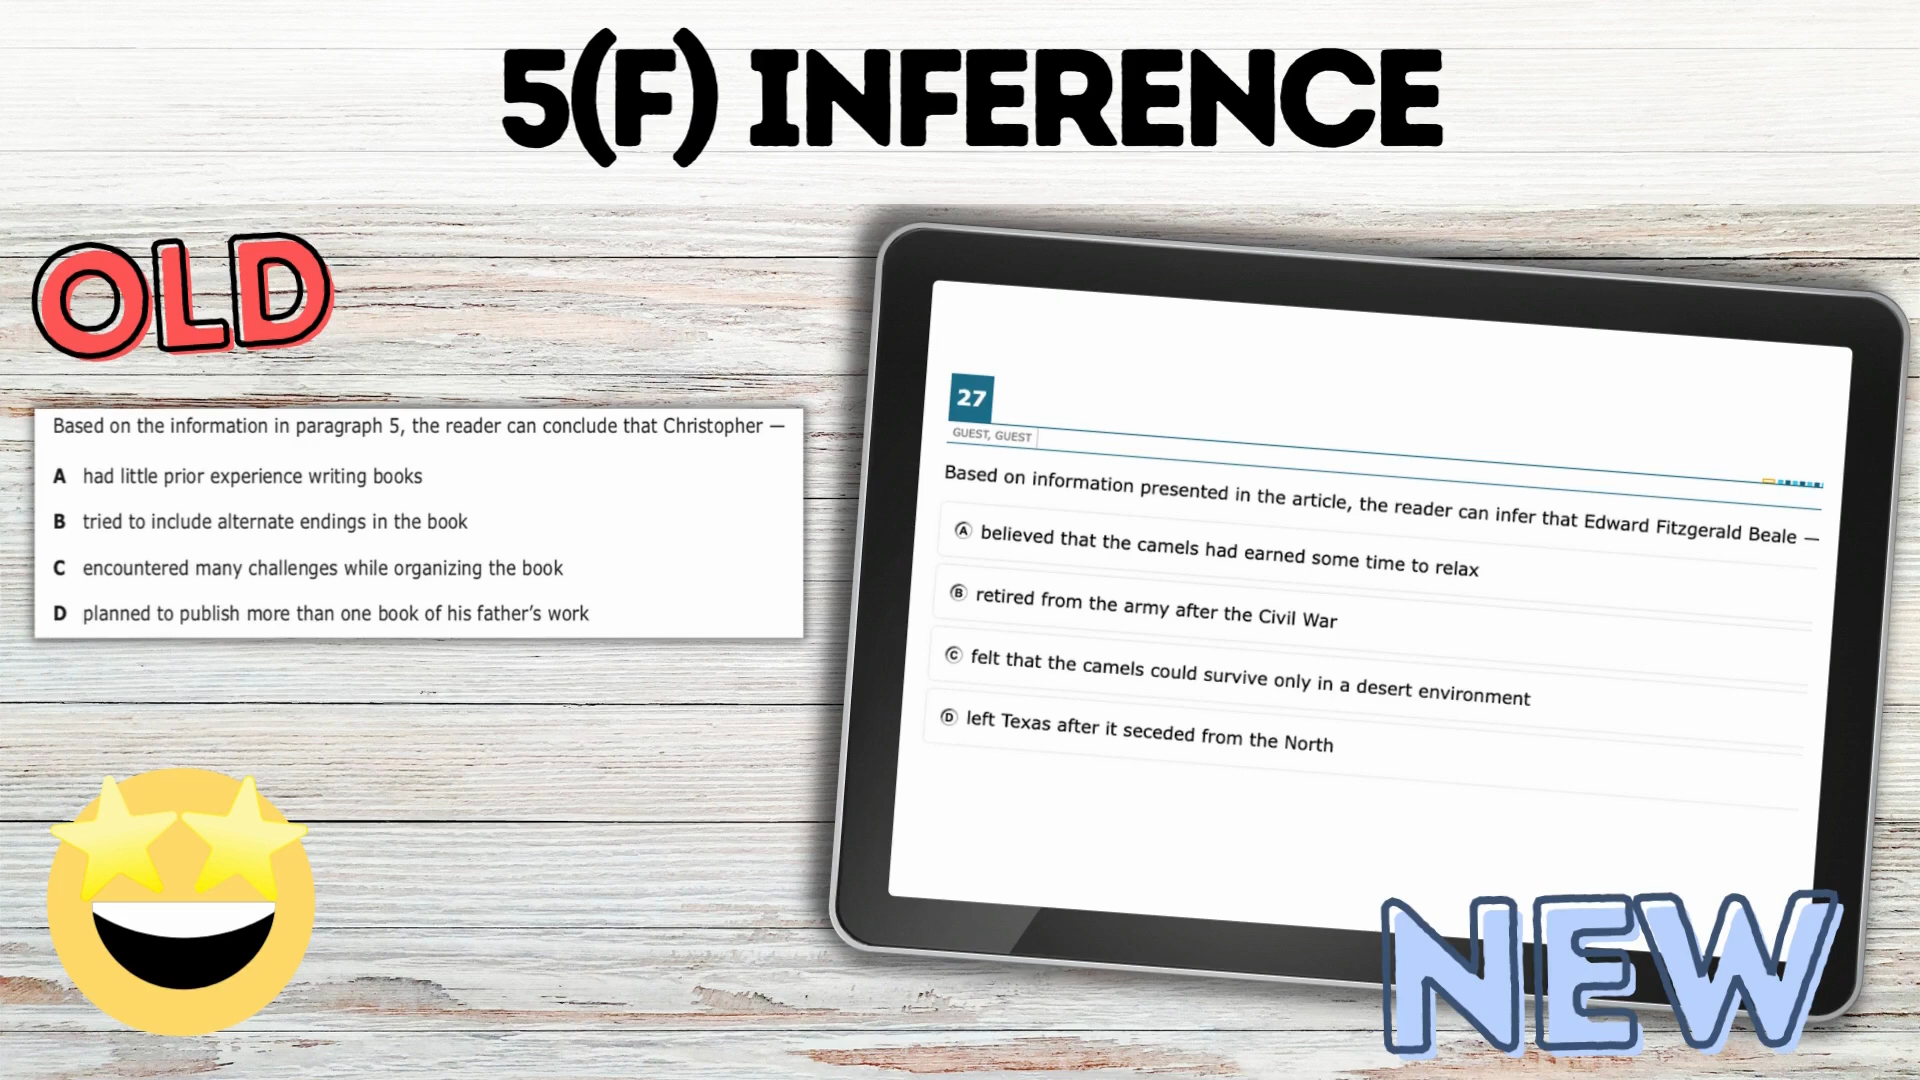 5(F) INFERENCE
OLD
Based on the information in paragraph 5, the reader can conclude that Christopher —
A had little prior experience writing books
B tried to include alternate endings in the book
C encountered many challenges while organizing the book
D planned to publish more than one book of his father's work
27
GUEST, GUEST
Based on information presented in the article, the reader can infer that Edward Fitzgerald Beale —
A believed that the camels had earned some time to relax
B retired from the army after the Civil War
C felt that the camels could survive only in a desert environment
D left Texas after it seceded from the North
NEW